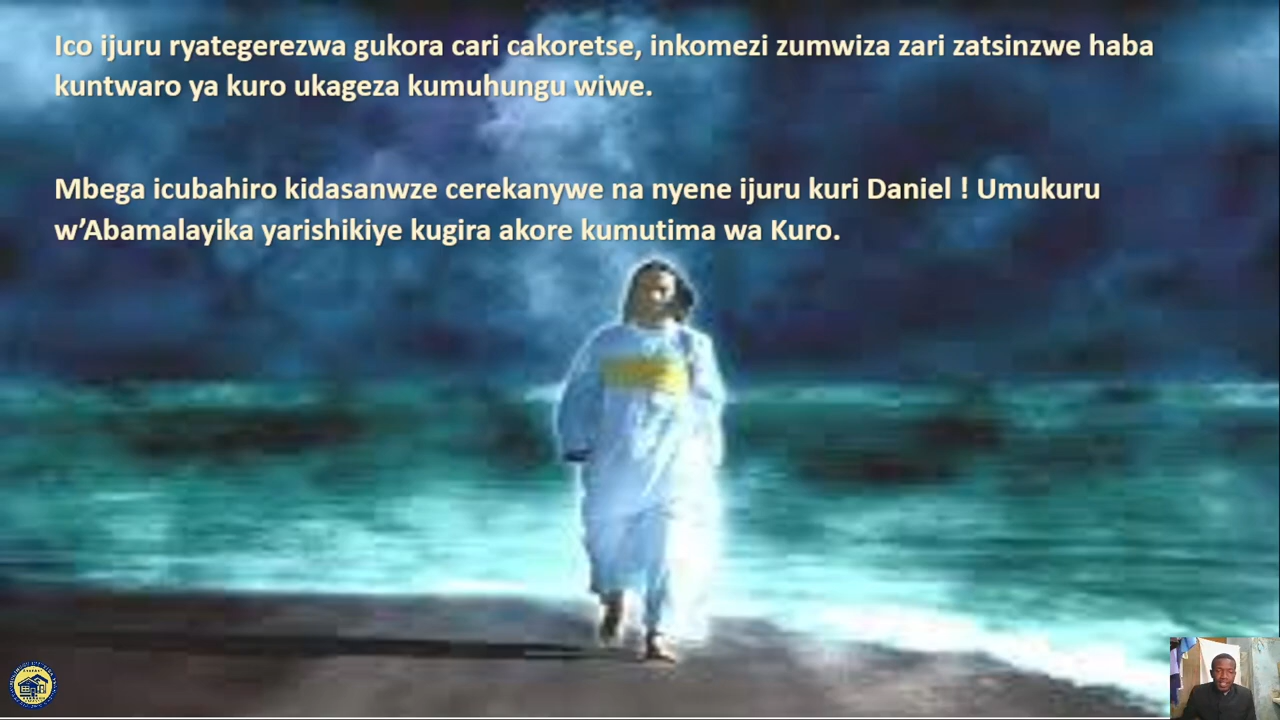 Ico ijuru ryategerezwa gukora cari cakoretse, inkomezi zumwiza zari zatsinzwe haba
kuntwaro ya kuro ukageza kumuhungu wiwe.
Mbega icubahiro kidasanwze cerekanywe na nyene ijuru kuri Daniel ! Umukuru
w’Abamalayika yarishikiye kugira akore kumutima wa Kuro.